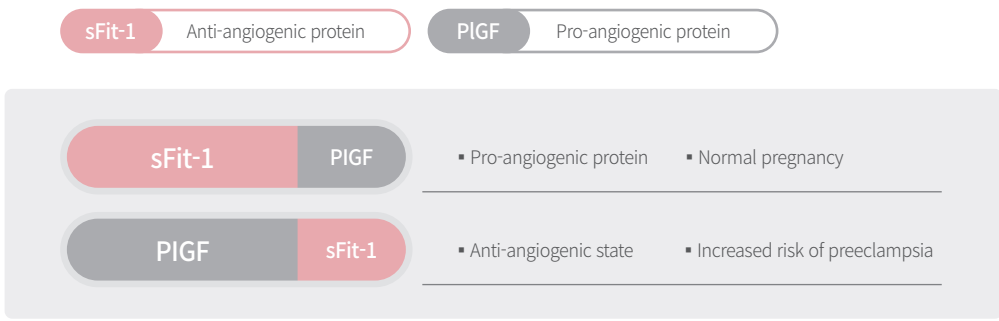 sFit-1 Anti-angiogenic protein PlGF Pro-angiogenic protein
sFit-1 PIGF ▪ Pro-angiogenic protein ▪ Normal pregnancy
PIGF sFit-1 ▪ Anti-angiogenic state ▪ Increased risk of preeclampsia